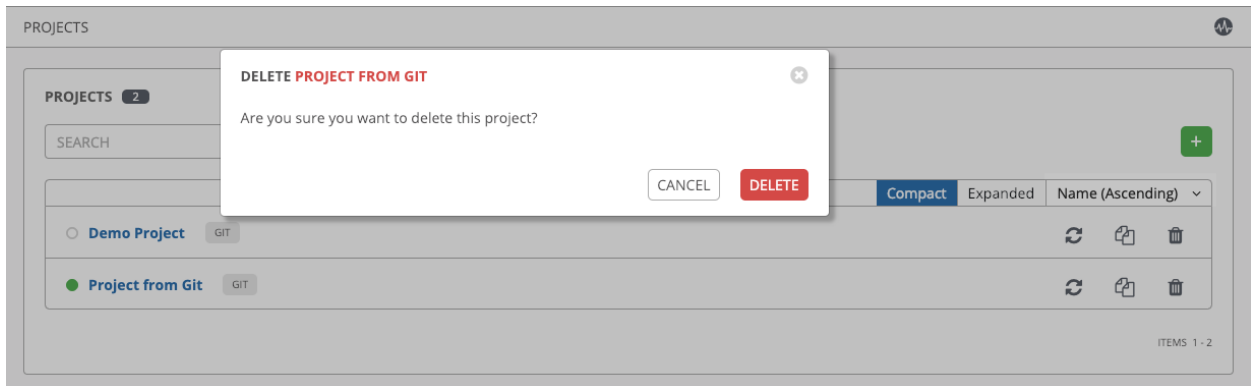 PROJECTS
DELETE PROJECT FROM GIT
Are you sure you want to delete this project?
CANCEL DELETE
PROJECTS 2
SEARCH
+
Compact Expanded Name (Ascending)
Demo Project GIT
Project from Git GIT
ITEMS 1 - 2